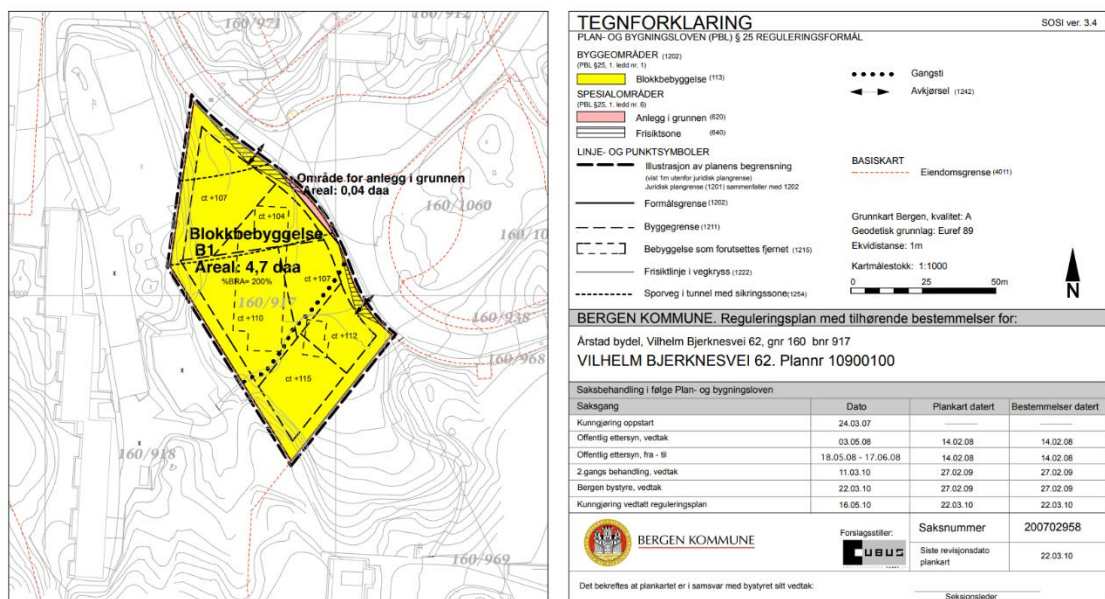 160/971
160/912
Område for anlegg i grunnen
Areal: 0,04 daa
ct +107
ct +104
160/1060
Blokkbebyggelse
B1
160/10
Areal: 4,7 daa
ct +107
%BRA= 200%
160/917
ct +110
160/938
ct +112
160/968
ct +115
160/918
160/969
TEGNFORKLARING
SOSI ver. 3.4
PLAN- OG BYGNINGSLOVEN (PBL) § 25 REGULERINGSFORMÅL
BYGGEOMRÅDER (1202)
(PBL §25, 1. ledd nr. 1)
Blokkbebyggelse (113)
SPESIALOMRÅDER
(PBL §25, 1. ledd nr. 6)
Anlegg i grunnen (620)
Frisiktsone (640)
Gangsti
Avkjørsel (1242)
LINJE- OG PUNKTSYMBOLER
Illustrasjon av planens begrensning
(vist 1m utenfor juridisk plangrense)
Juridisk plangrense (1201) sammenfaller med 1202
Formålsgrense (1202)
Byggegrense (1211)
Bebyggelse som forutsettes fjernet (1215)
Frisiktlinje i vegkryss (1222)
Sporveg i tunnel med sikringssone(1254)
BASISKART
Eiendomsgrense (4011)
Grunnkart Bergen, kvalitet: A
Geodetisk grunnlag: Euref 89
Ekvidistanse: 1m
Kartmålestokk: 1:1000
0 25 50m
N
BERGEN KOMMUNE. Reguleringsplan med tilhørende bestemmelser for:
Årstad bydel, Vilhelm Bjerknesvei 62, gnr 160 bnr 917
VILHELM BJERKNESVEI 62. Plannr 10900100
Saksbehandling i følge Plan- og bygningsloven
Saksgang Dato Plankart datert Bestemmelser datert
Kunngjøring oppstart 24.03.07
Offentlig ettersyn, vedtak 03.05.08 14.02.08 14.02.08
Offentlig ettersyn, fra - til 18.05.08 - 17.06.08 14.02.08 14.02.08
2.gangs behandling, vedtak 11.03.10 27.02.09 27.02.09
Bergen bystyre, vedtak 22.03.10 27.02.09 27.02.09
Kunngjøring vedtatt reguleringsplan 16.05.10 22.03.10 22.03.10
BERGEN KOMMUNE
Forslagsstiller:
CUBUS
Saksnummer 200702958
Siste revisjonsdato
plankart
22.03.10
Det bekreftes at plankartet er i samsvar med bystyret sitt vedtak:
Seksjonsleder